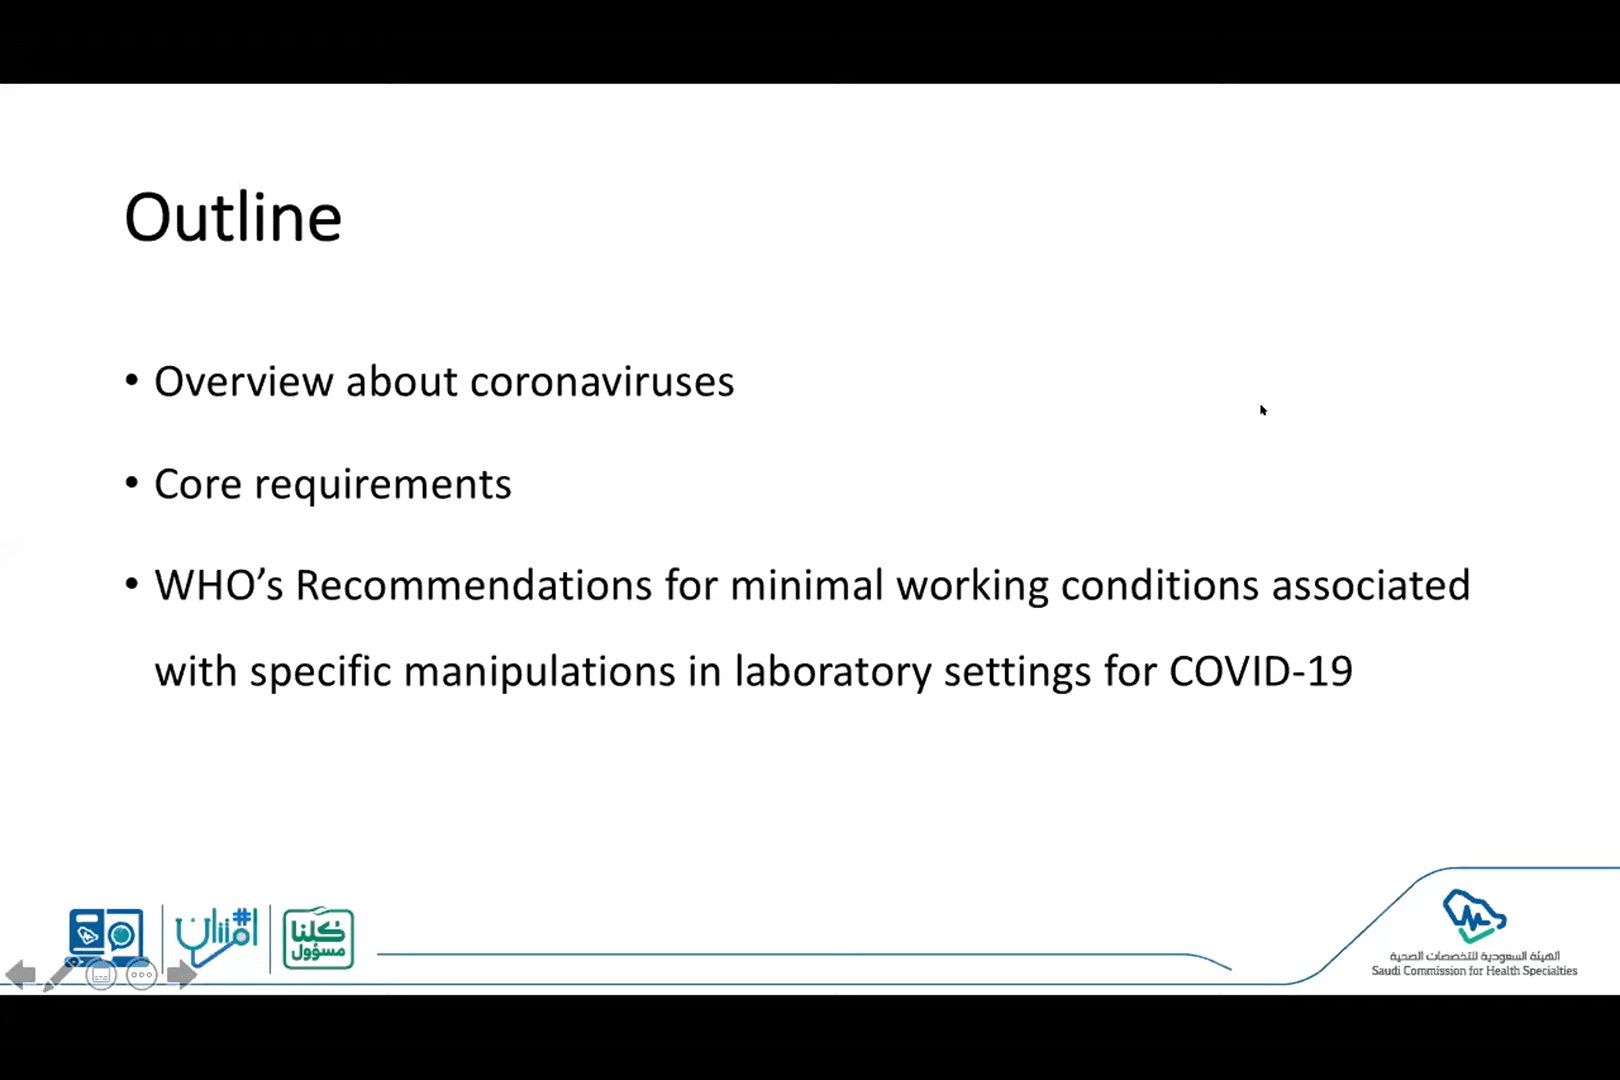 Outline
• Overview about coronaviruses
• Core requirements
• WHO’s Recommendations for minimal working conditions associated
with specific manipulations in laboratory settings for COVID-19
كلنا
مسؤول
الهيئة السعودية للتخصصات الصحية
Saudi Commission for Health Specialties